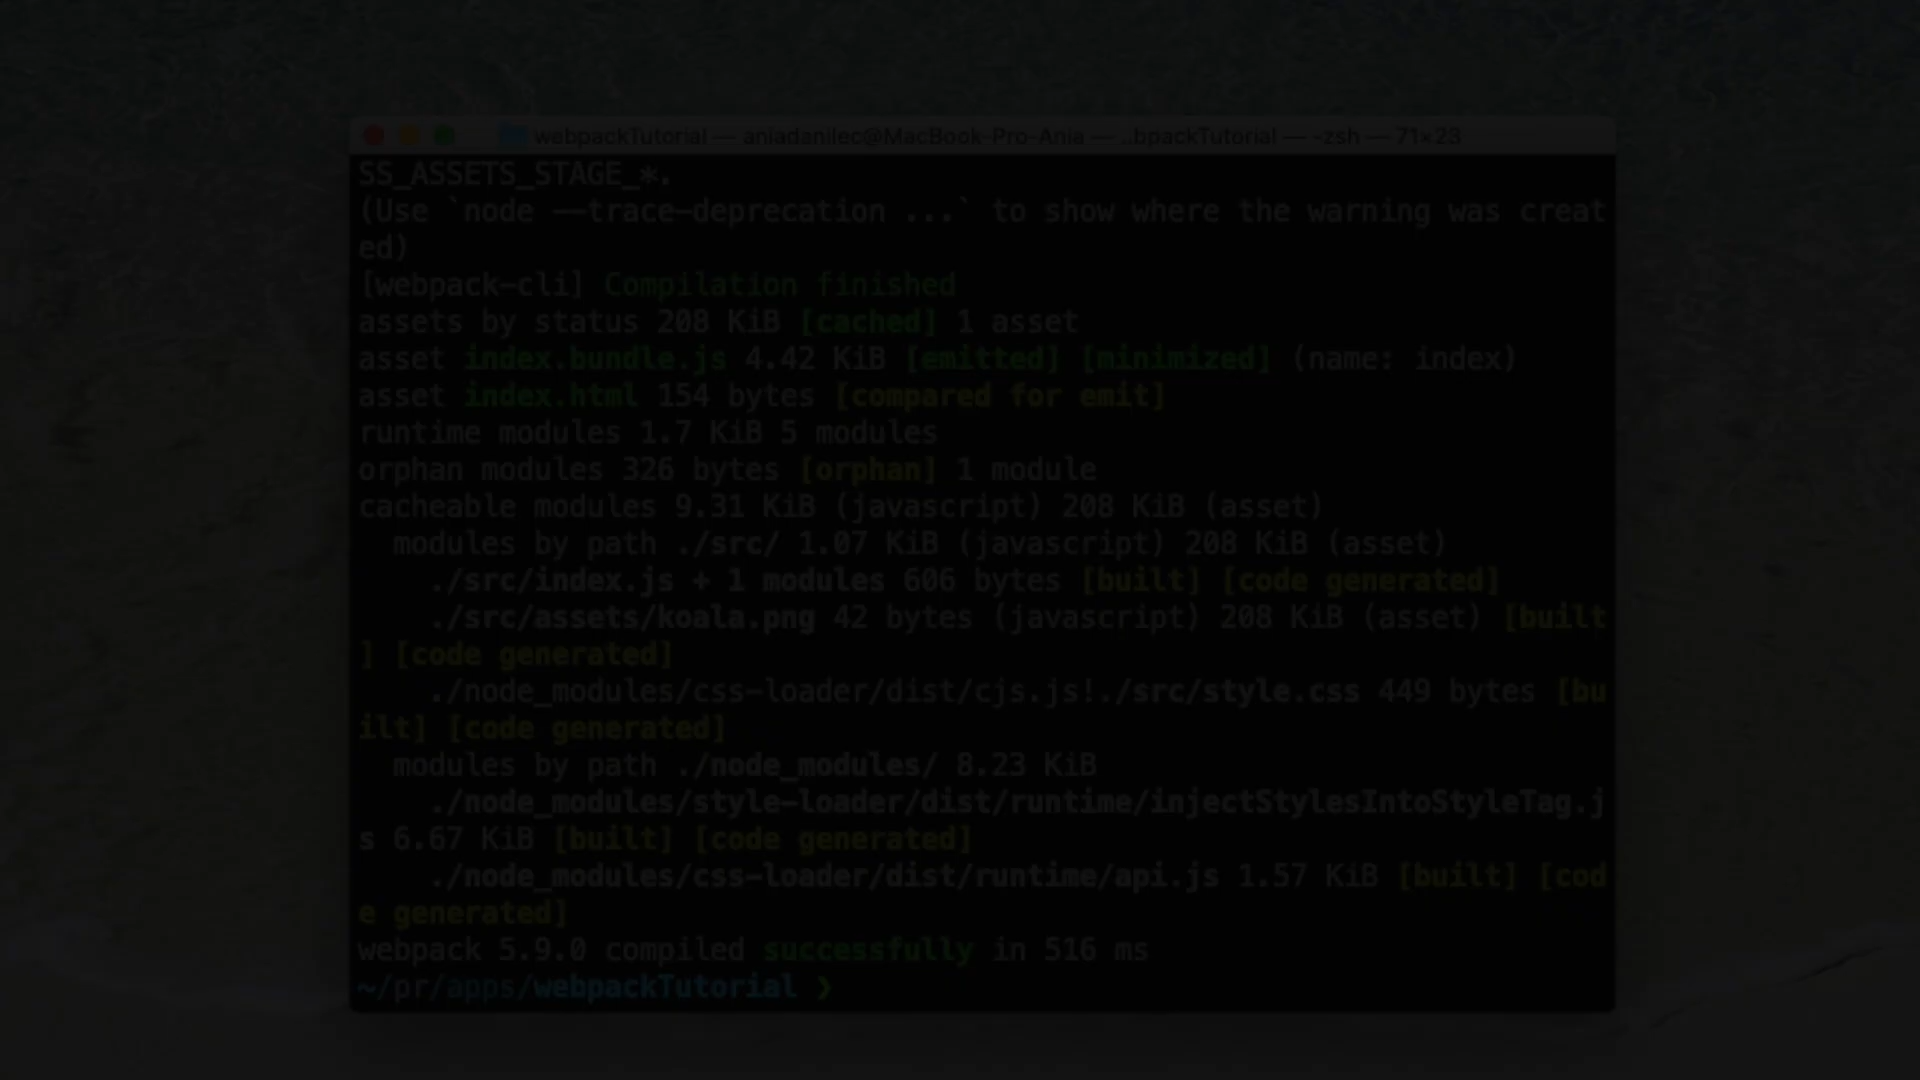 webpackTutorial — aniadanilec@MacBook-Pro-Ania — ..bpackTutorial — -zsh — 71×23
SS_ASSETS_STAGE_*.
(Use `node --trace-deprecation ...` to show where the warning was creat
ed)
[webpack-cli] Compilation finished
assets by status 208 KiB [cached] 1 asset
asset index.bundle.js 4.42 KiB [emitted] [minimized] (name: index)
asset index.html 154 bytes [compared for emit]
runtime modules 1.7 KiB 5 modules
orphan modules 326 bytes [orphan] 1 module
cacheable modules 9.31 KiB (javascript) 208 KiB (asset)
modules by path ./src/ 1.07 KiB (javascript) 208 KiB (asset)
./src/index.js + 1 modules 606 bytes [built] [code generated]
./src/assets/koala.png 42 bytes (javascript) 208 KiB (asset) [built
] [code generated]
./node_modules/css-loader/dist/cjs.js!./src/style.css 449 bytes [bu
ilt] [code generated]
modules by path ./node_modules/ 8.23 KiB
./node_modules/style-loader/dist/runtime/injectStylesIntoStyleTag.j
s 6.67 KiB [built] [code generated]
./node_modules/css-loader/dist/runtime/api.js 1.57 KiB [built] [cod
e generated]
webpack 5.9.0 compiled successfully in 516 ms
~/pr/apps/webpackTutorial ❯